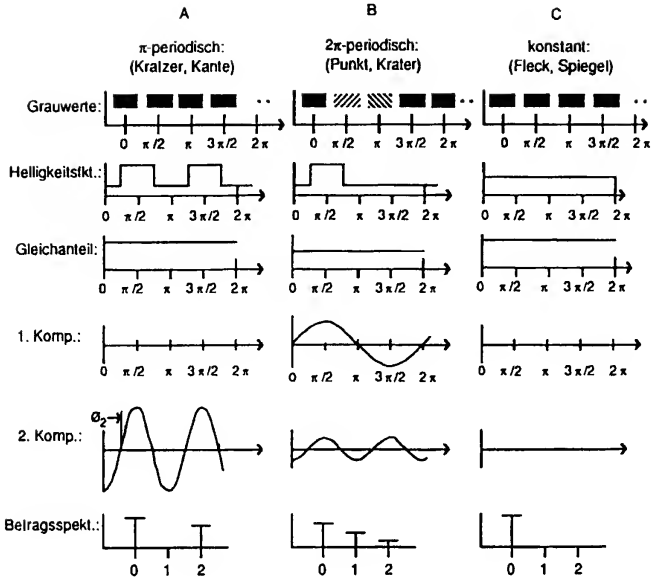 A B C
π-periodisch: 2π-periodisch: konstant:
(Kratzer, Kante) (Punkt, Krater) (Fleck, Spiegel)
Grauwerte:
0 π/2 π 3π/2 2π 0 π/2 π 3π/2 2π 0 π/2 π 3π/2 2π
Helligkeitsfkt.:
0 π/2 π 3π/2 2π 0 π/2 π 3π/2 2π 0 π/2 π 3π/2 2π
Gleichanteil:
0 π/2 π 3π/2 2π 0 π/2 π 3π/2 2π 0 π/2 π 3π/2 2π
1. Komp.:
0 π/2 π 3π/2 2π 0 π/2 π 3π/2 2π 0 π/2 π 3π/2 2π
Ø2
2. Komp.:
Betragsspekt.:
0 1 2 0 1 2 0 1 2